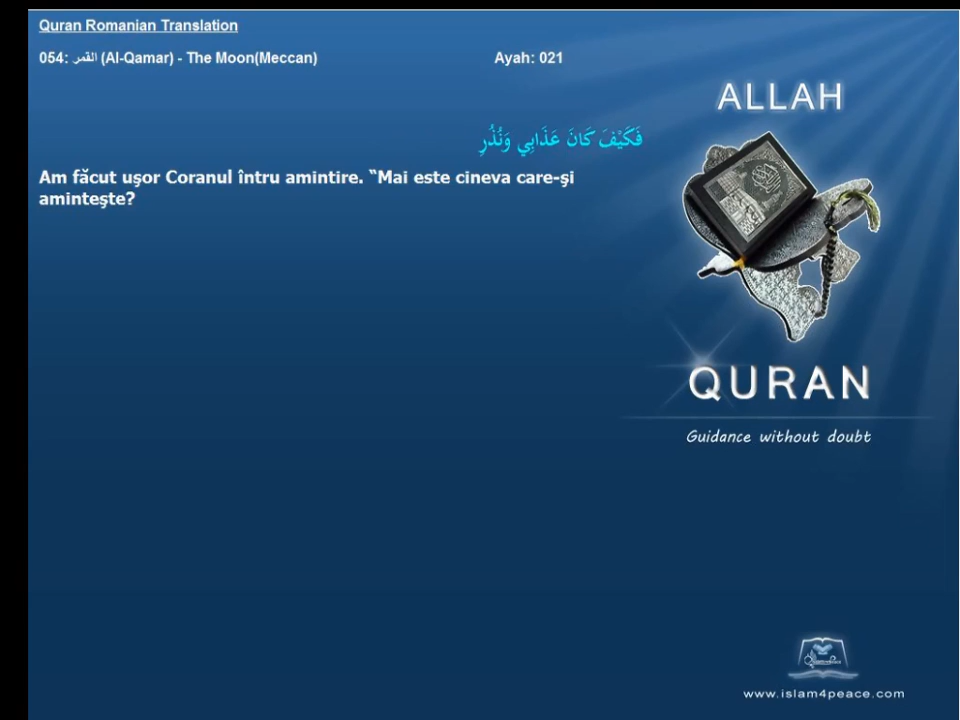 Quran Romanian Translation
054: القمر (Al-Qamar) - The Moon(Meccan) Ayah: 021
ALLAH
فَكَيْفَ كَانَ عَذَابِي وَنُذُرِ
Am făcut uşor Coranul întru amintire. “Mai este cineva care-şi
aminteşte?
QURAN
Guidance without doubt
www.islam4peace.com